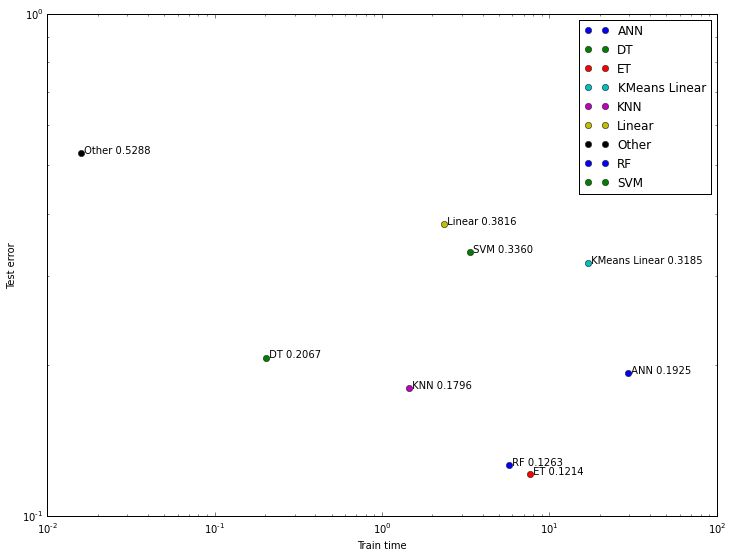 10^0
ANN
DT
ET
KMeans Linear
KNN
Linear
Other
RF
SVM
Other 0.5288
Linear 0.3816
SVM 0.3360
KMeans Linear 0.3185
Test error
DT 0.2067
ANN 0.1925
KNN 0.1796
RF 0.1263
ET 0.1214
10^-1
10^-2
10^-1
10^0
10^1
10^2
Train time